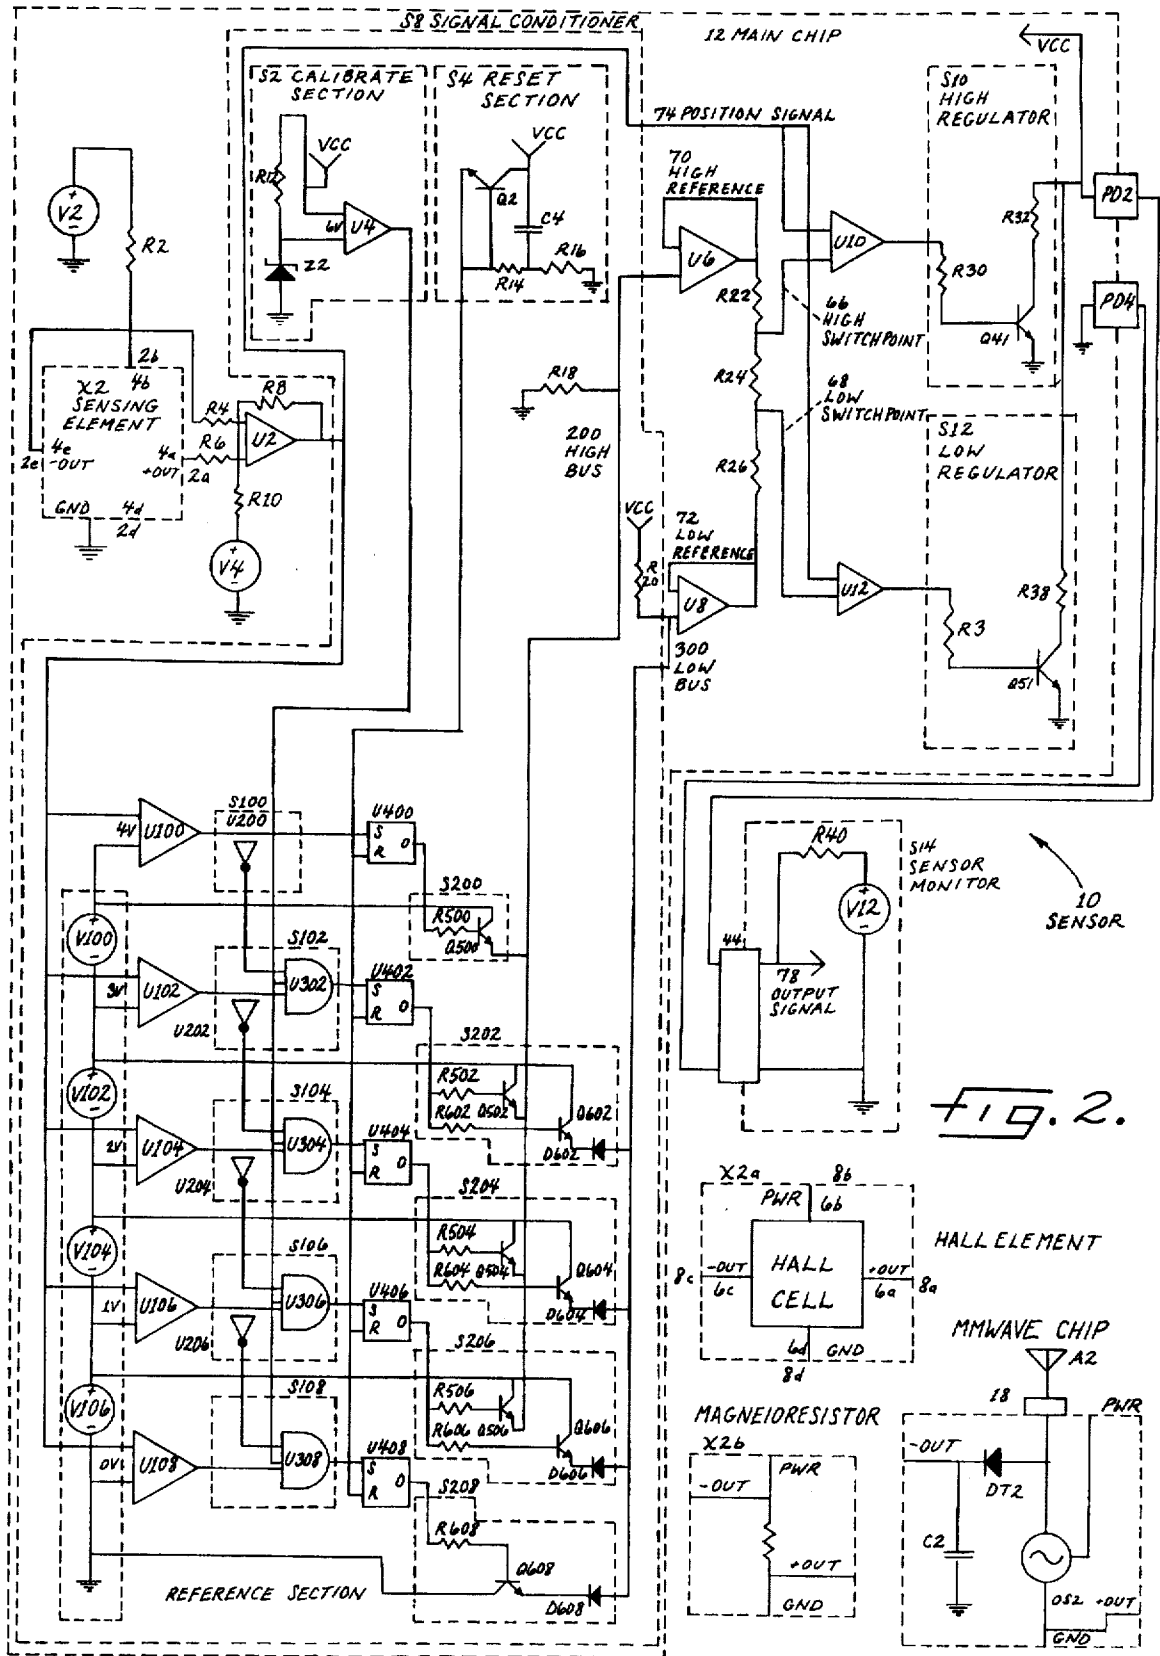 S8 SIGNAL CONDITIONER
12 MAIN CHIP
VCC
S2 CALIBRATE
SECTION
S4 RESET
SECTION
S10
HIGH
REGULATOR
74 POSITION SIGNAL
VCC
VCC
R12
6V
U4
Z2
Q2
C4
R14
R16
70
HIGH
REFERENCE
U6
U10
R22
R30
R32
Q41
PD2
PD4
V2
+
-
R2
66
HIGH
SWITCHPOINT
R18
R24
68
LOW
SWITCHPOINT
2b
4b
X2
SENSING
ELEMENT
R8
R4
R6
U2
4e
2e
-OUT
4a
+OUT
2a
GND
4d
2d
R10
V4
+
-
200
HIGH
BUS
R26
S12
LOW
REGULATOR
VCC
72
LOW
REFERENCE
R
20
U8
U12
R3
R38
Q51
300
LOW
BUS
S100
U200
U400
S
R
O
4V
U100
S200
R500
Q500
R40
S14
SENSOR
MONITOR
V12
+
-
10
SENSOR
44
78
OUTPUT
SIGNAL
+
V100
-
S102
U302
U402
S
R
O
3V
U102
U202
S202
R502
R602
Q502
Q602
D602
Fig. 2.
+
V102
-
S104
U304
U404
S
R
O
2V
U104
U204
S204
R504
R604
Q504
Q604
D604
X2a
8b
PWR
6b
HALL ELEMENT
HALL
CELL
-OUT
6c
8c
+OUT
6a
8a
6d
GND
8d
+
V104
-
S106
U306
U406
S
R
O
1V
U106
U206
S206
R506
R606
Q506
Q606
D606
MMWAVE CHIP
A2
18
PWR
MAGNEIORESISTOR
X2b
PWR
-OUT
+OUT
GND
-OUT
DT2
C2
OS2
+OUT
GND
+
V106
-
S108
U308
U408
S
R
O
0V
U108
S208
R608
Q608
D608
REFERENCE SECTION